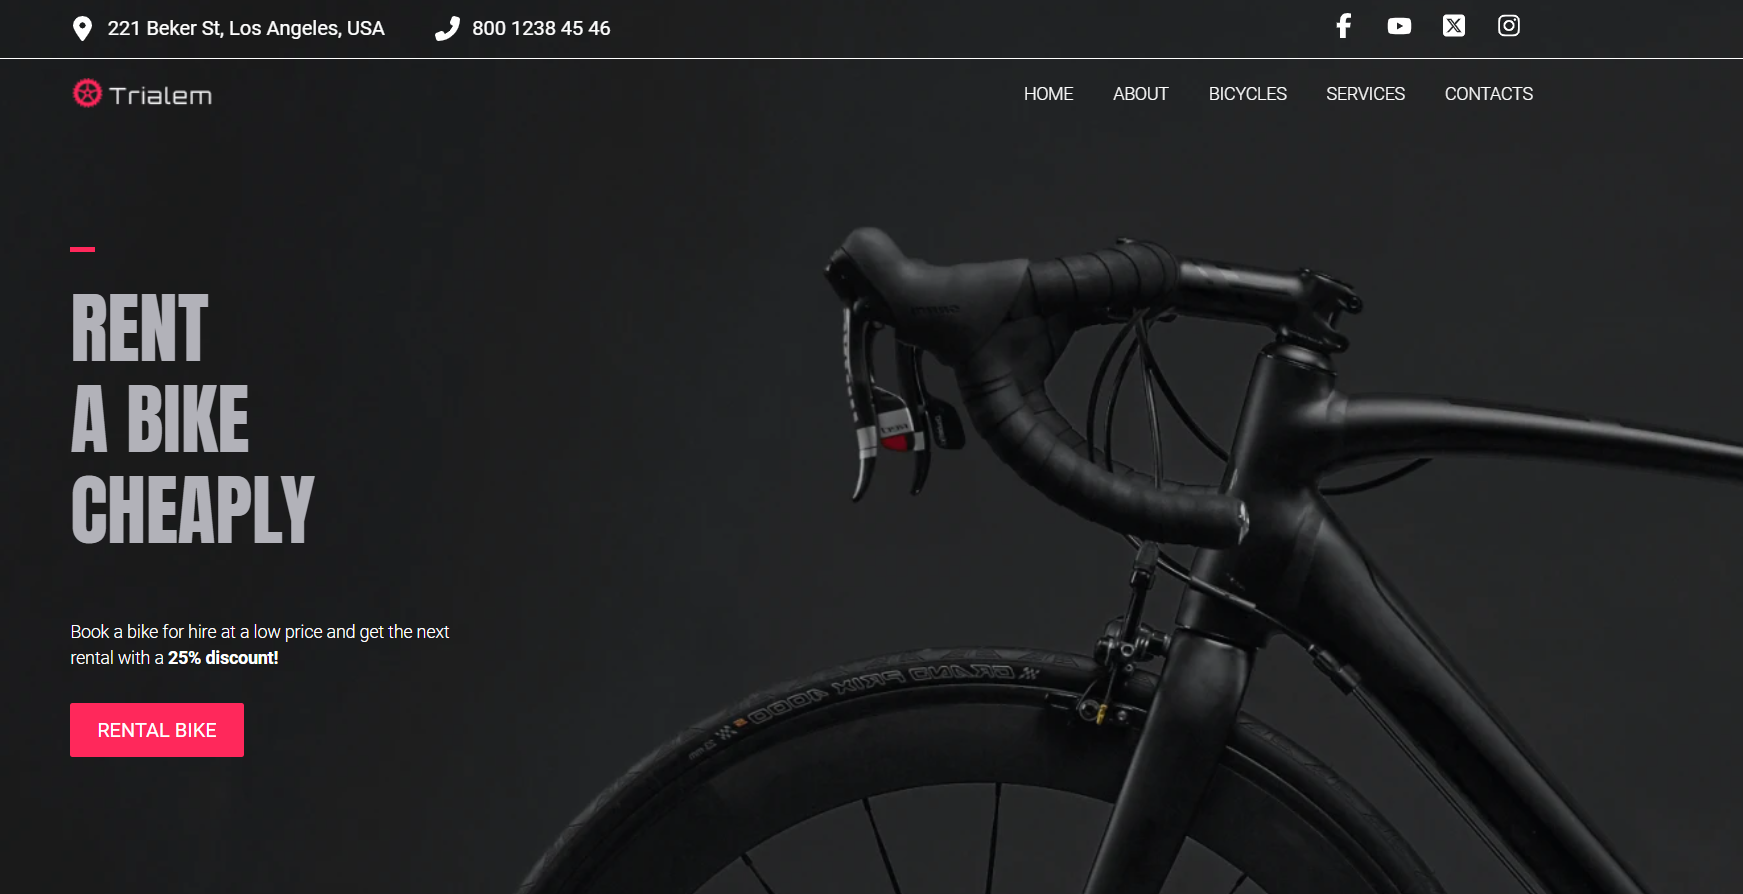 221 Beker St, Los Angeles, USA
800 1238 45 46
Trialem
HOME
ABOUT
BICYCLES
SERVICES
CONTACTS
RENT
A BIKE
CHEAPLY
Book a bike for hire at a low price and get the next
rental with a 25% discount!
RENTAL BIKE
GRAND PRIX 4000